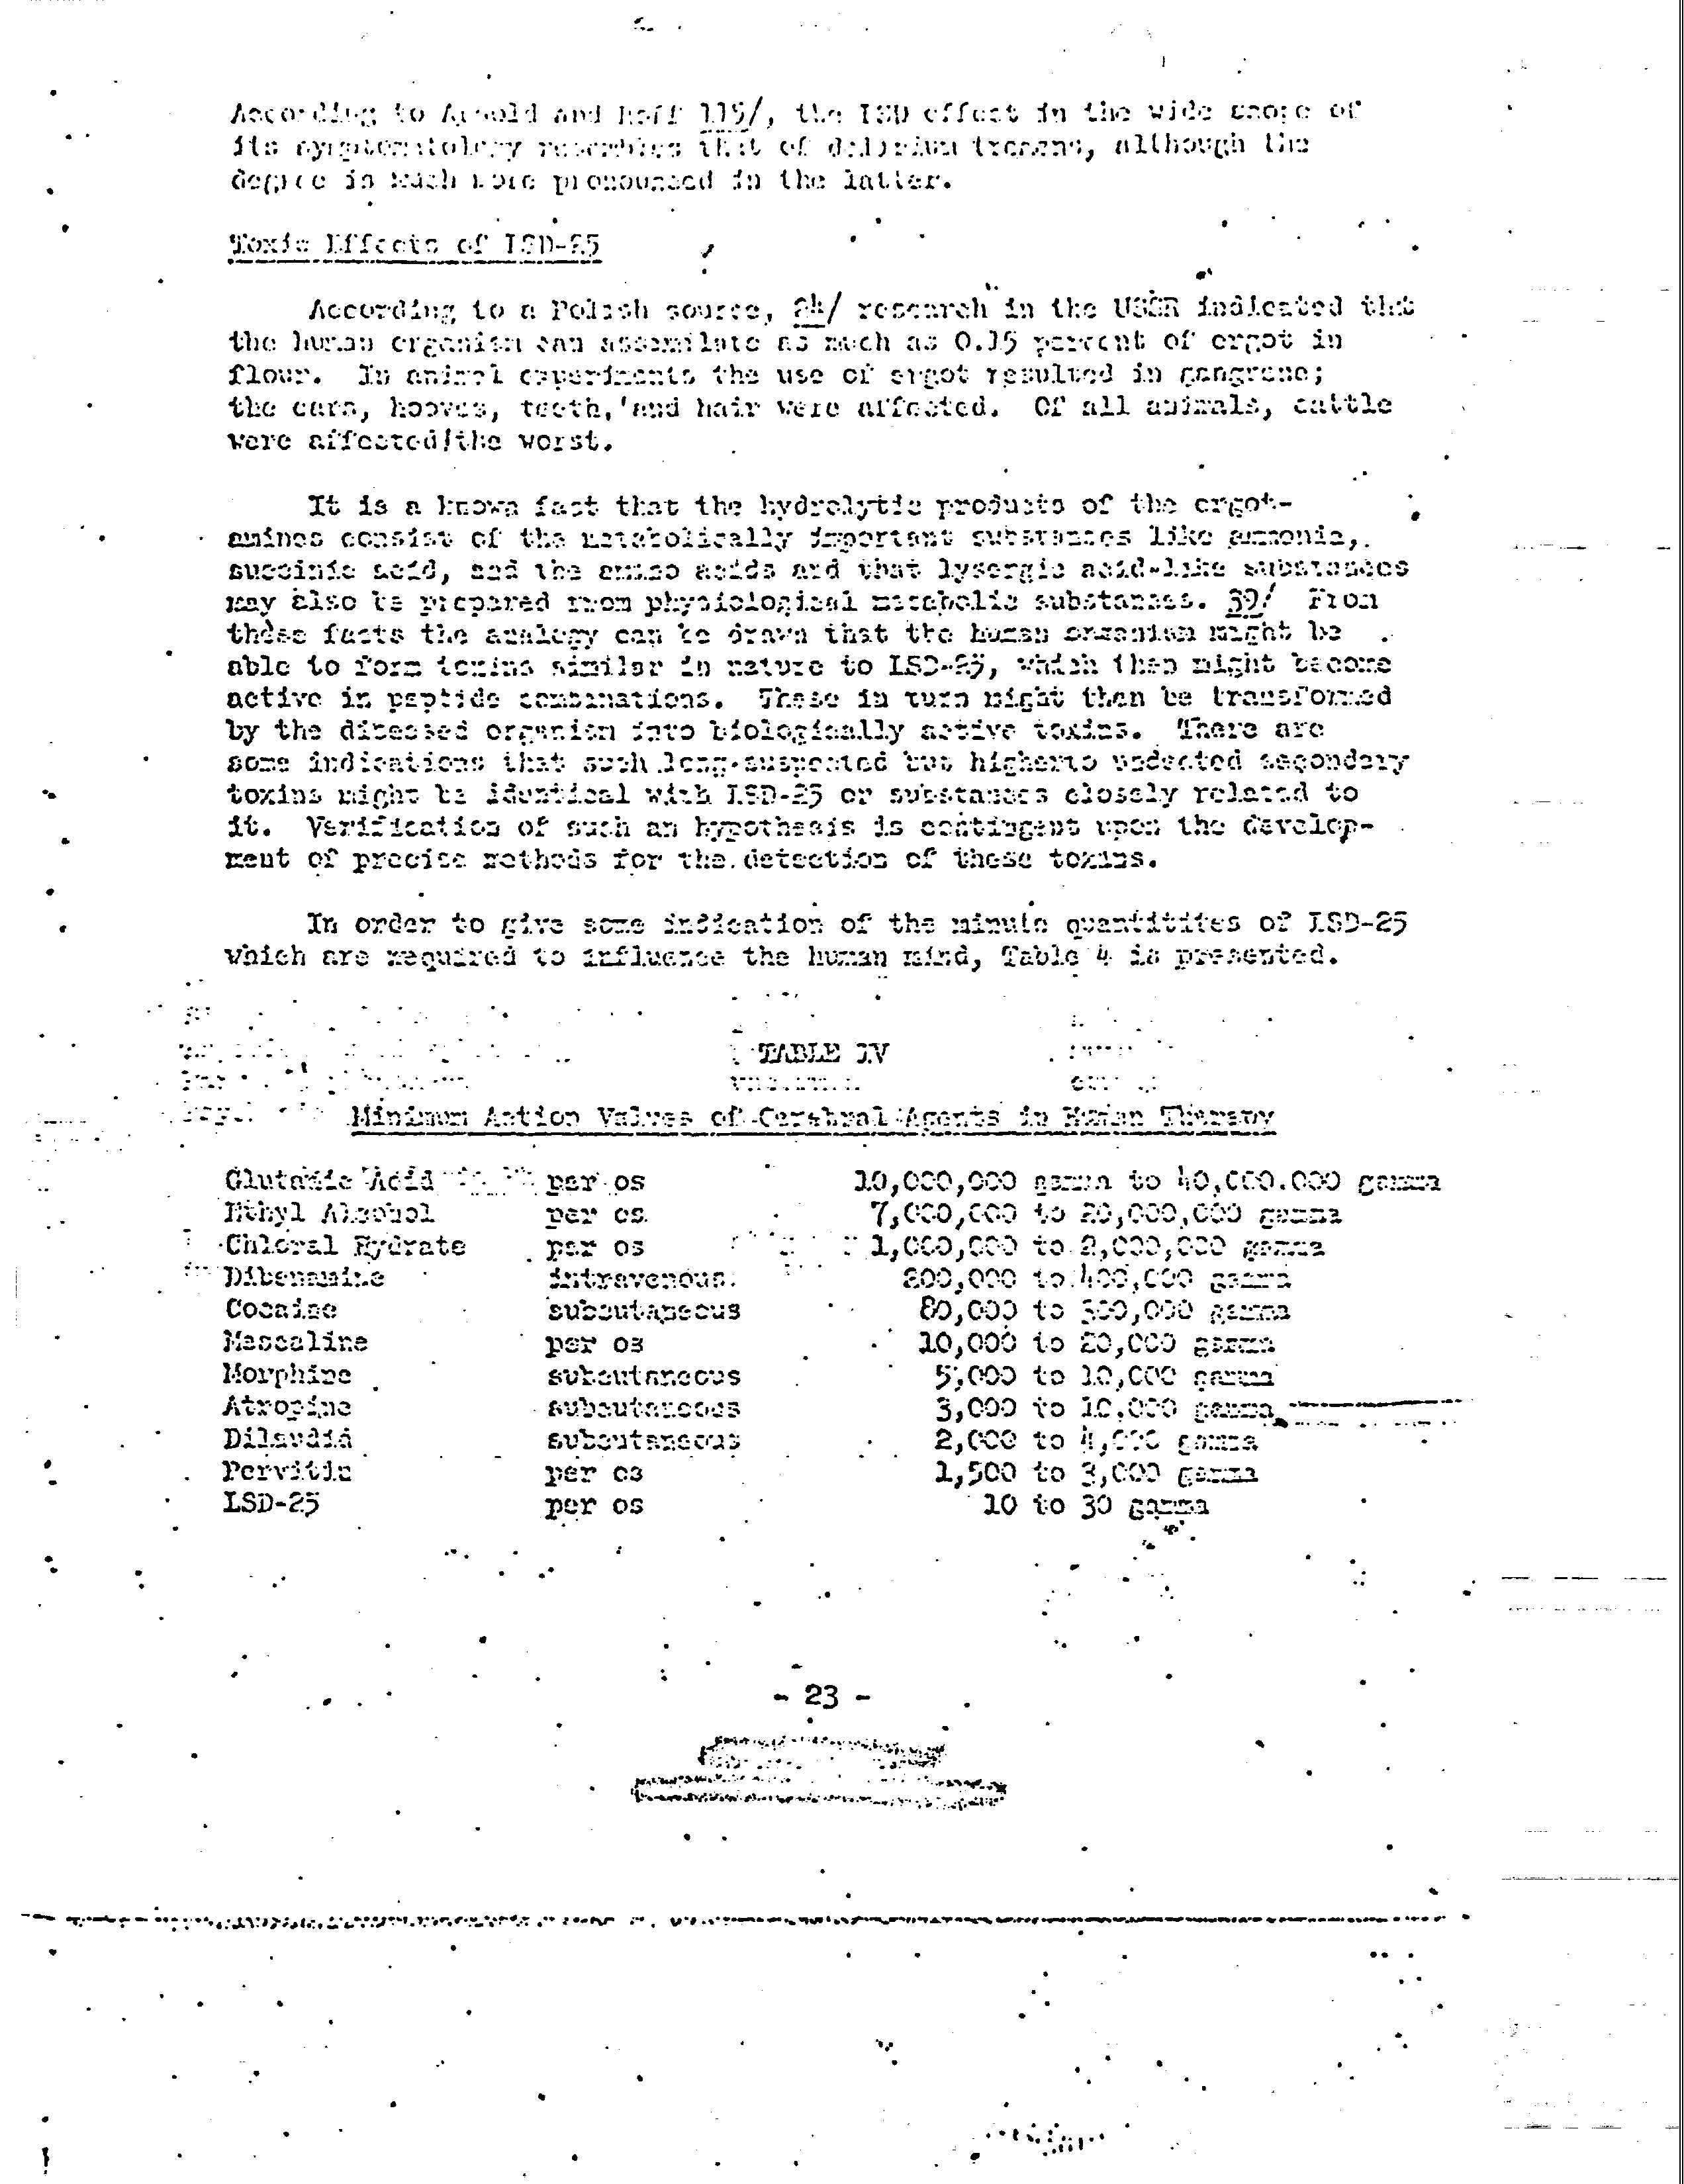 According to Arnold and Hoff 115/, the LSD effect in the wide scope of
its symptomatology resembles that of delirium tremens, although the
degree is much more pronounced in the latter.
Toxic Effects of LSD-25
According to a Polish source, 24/ research in the USSR indicated that
the human organism can assimilate as much as 0.15 percent of ergot in
flour. In animal experiments the use of ergot resulted in gangrene;
the ears, hooves, teeth, and hair were affected. Of all animals, cattle
were affected the worst.
It is a known fact that the hydrolytic products of the ergot-
amines consist of the metabolically important substances like ammonia,
succinic acid, and the amino acids and that lysergic acid-like substances
may also be prepared from physiological metabolic substances. 39/ From
these facts the analogy can be drawn that the human organism might be
able to form toxins similar in nature to LSD-25, which then might become
active in peptide combinations. These in turn might then be transformed
by the diseased organism into biologically active toxins. There are
some indications that such long-suspected but higherto undected secondary
toxins might be identical with LSD-25 or substances closely related to
it. Verification of such an hypothesis is contingent upon the develop-
ment of precise methods for the detection of these toxins.
In order to give some indication of the minute quantitites of LSD-25
which are required to influence the human mind, Table 4 is presented.
TABLE IV
Minimum Action Values of Cerebral Agents in Human Therapy
Glutamic Acid per os 10,000,000 gamma to 40,000.000 gamma
Ethyl Alcohol per os 7,000,000 to 20,000,000 gamma
Chloral Hydrate per os 1,000,000 to 2,000,000 gamma
Dibenamine intravenous 200,000 to 400,000 gamma
Cocaine subcutaneous 80,000 to 300,000 gamma
Mescaline per os 10,000 to 20,000 gamma
Morphine subcutaneous 5,000 to 10,000 gamma
Atropine subcutaneous 3,000 to 10,000 gamma
Dilaudid subcutaneous 2,000 to 4,000 gamma
Pervitin per os 1,500 to 3,000 gamma
LSD-25 per os 10 to 30 gamma
- 23 -